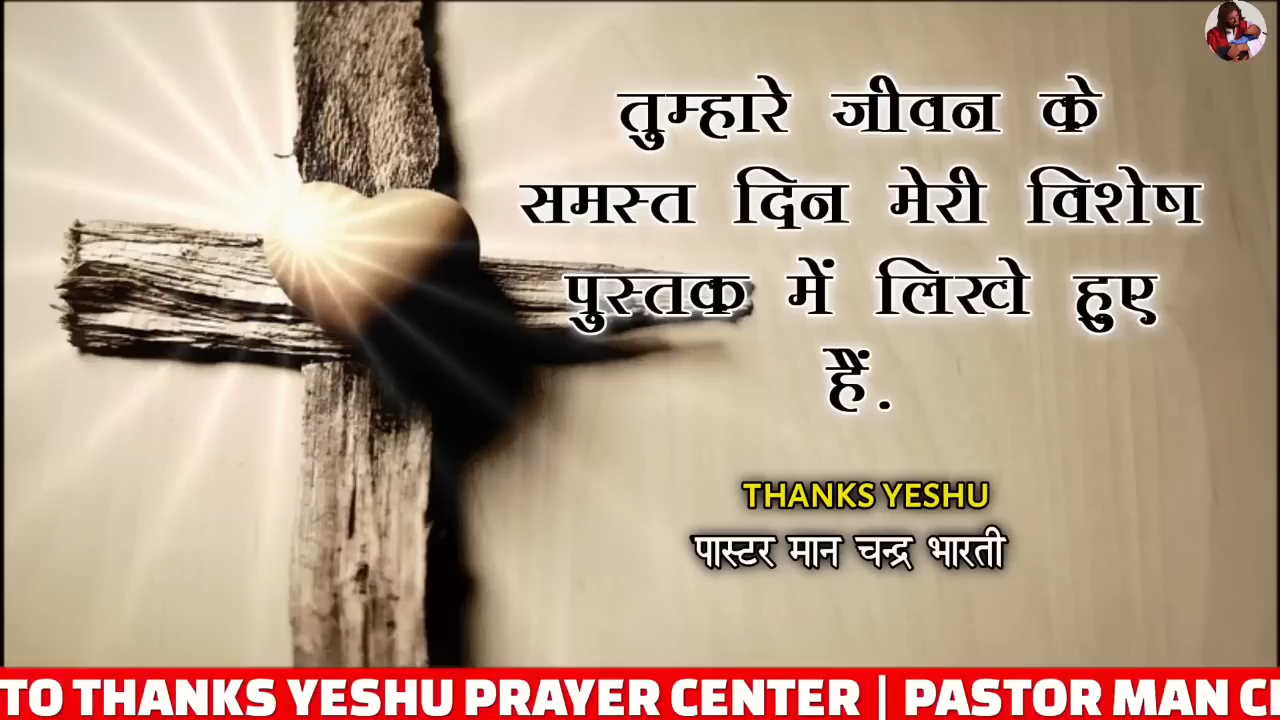 तुम्हारे जीवन के
समस्त दिन मेरी विशेष
पुस्तक में लिखे हुए
हैं.
THANKS YESHU
पास्टर मान चन्द्र भारती
TO THANKS YESHU PRAYER CENTER | PASTOR MAN